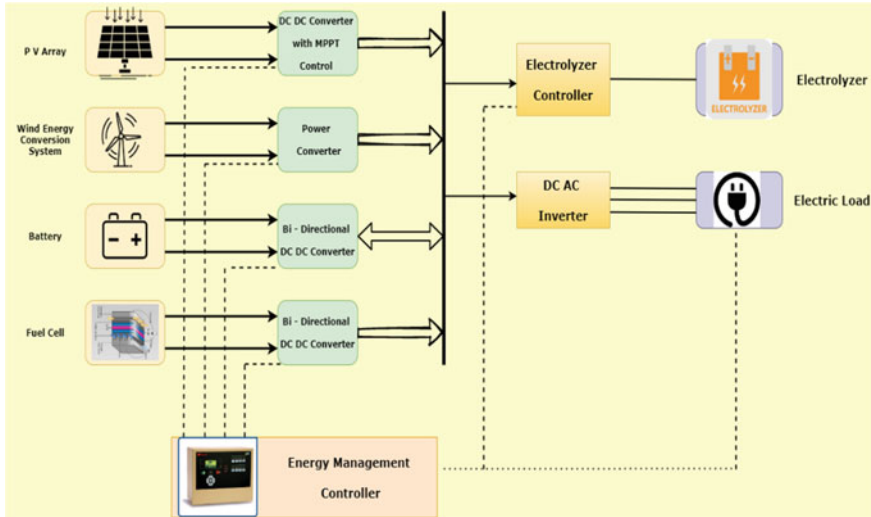 P V Array
DC DC Converter
with MPPT
Control
Wind Energy
Conversion
System
Power
Converter
Battery
Bi - Directional
DC DC Converter
Fuel Cell
Bi - Directional
DC DC Converter
Energy Management
Controller
Electrolyzer
Controller
ELECTROLYZER
Electrolyzer
DC AC
Inverter
Electric Load